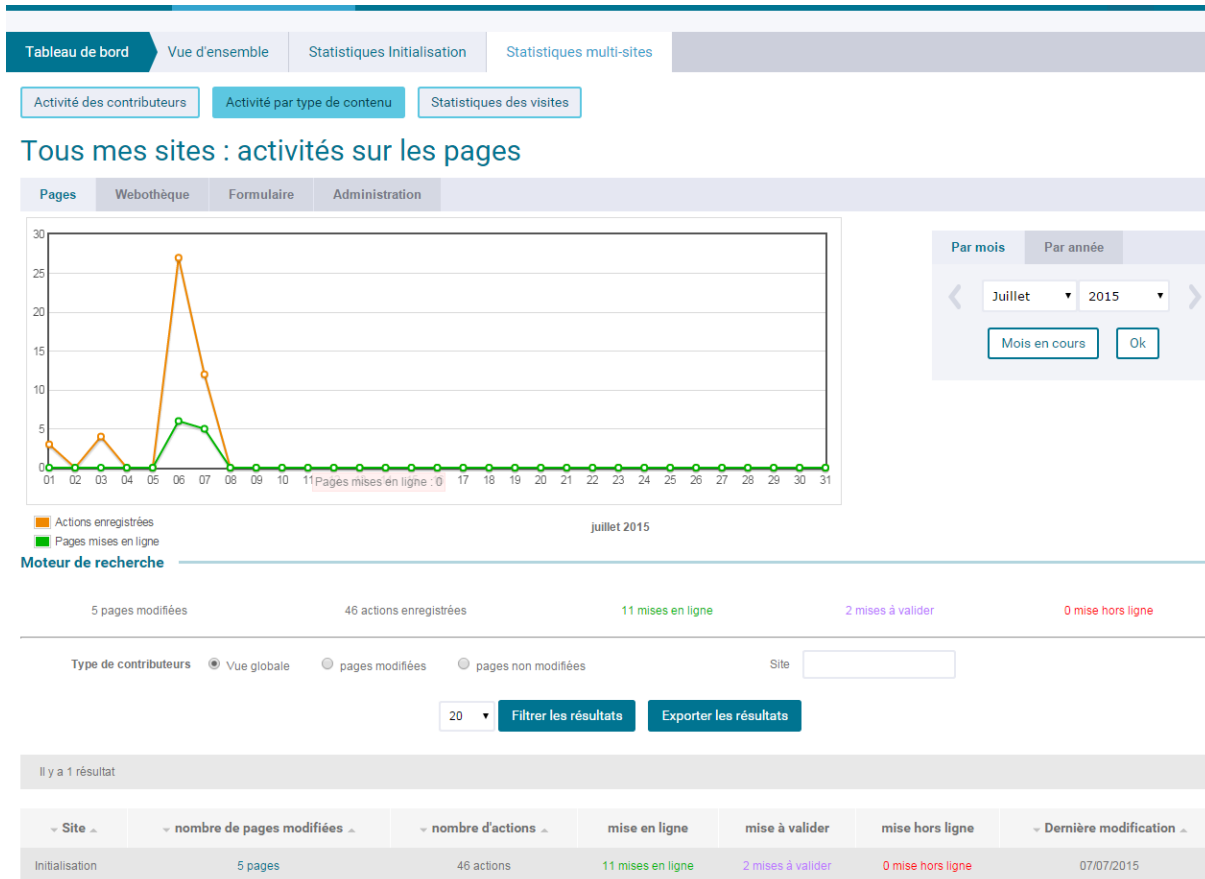 Tableau de bord Vue d'ensemble Statistiques Initialisation Statistiques multi-sites
Activité des contributeurs Activité par type de contenu Statistiques des visites
Tous mes sites : activités sur les pages
Pages Webothèque Formulaire Administration
Par mois Par année
Juillet 2015
Mois en cours Ok
30
25
20
15
10
5
0
01 02 03 04 05 06 07 08 09 10 11 Pages mises en ligne : 0 17 18 19 20 21 22 23 24 25 26 27 28 29 30 31
Actions enregistrées
Pages mises en ligne
juillet 2015
Moteur de recherche
5 pages modifiées 46 actions enregistrées 11 mises en ligne 2 mises à valider 0 mise hors ligne
Type de contributeurs Vue globale pages modifiées pages non modifiées Site
20 Filtrer les résultats Exporter les résultats
Il y a 1 résultat
Site nombre de pages modifiées nombre d'actions mise en ligne mise à valider mise hors ligne Dernière modification
Initialisation 5 pages 46 actions 11 mises en ligne 2 mises à valider 0 mise hors ligne 07/07/2015